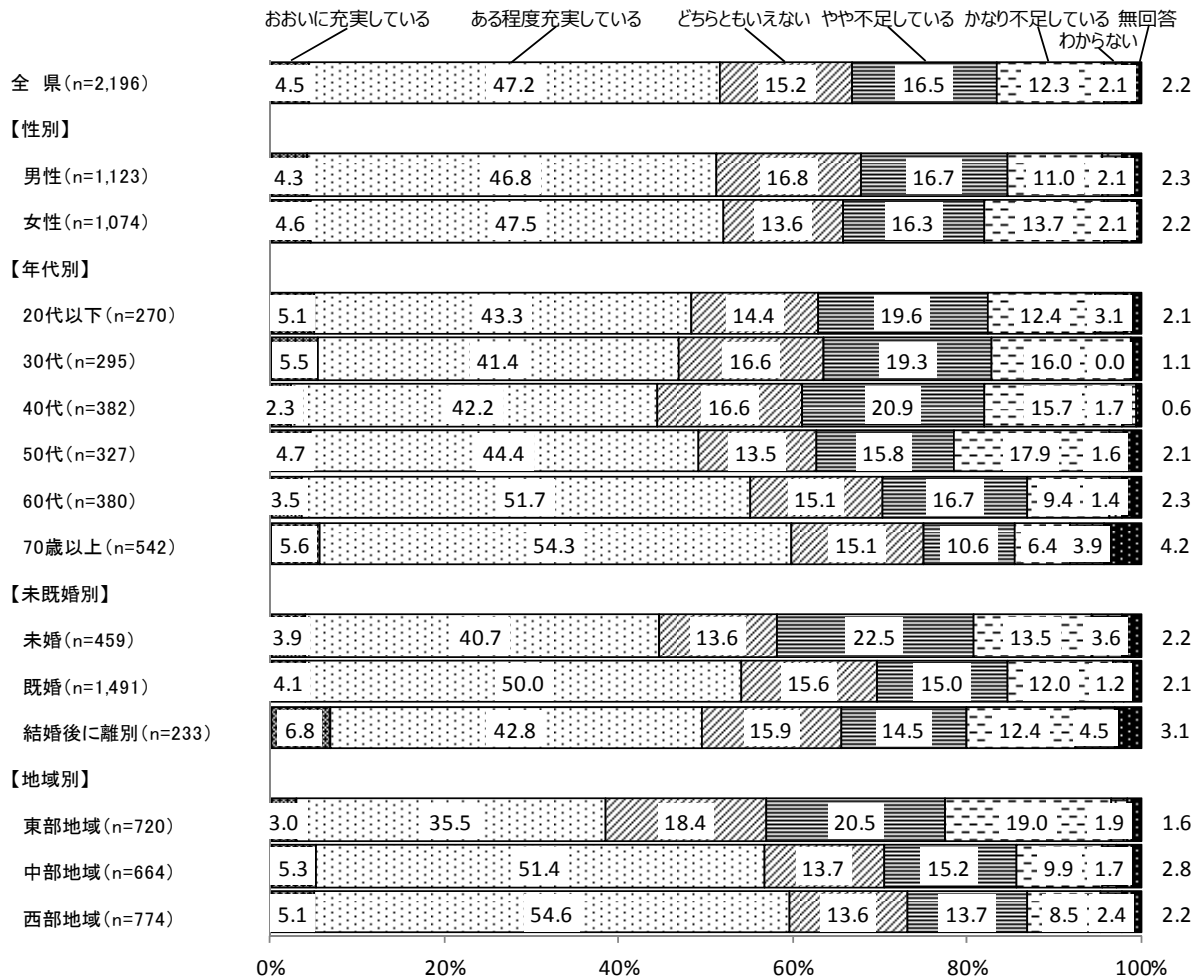 おおいに充実している ある程度充実している どちらともいえない やや不足している かなり不足している 無回答
わからない
全 県(n=2,196) 4.5 47.2 15.2 16.5 12.3 2.1 2.2
【性別】
男性(n=1,123) 4.3 46.8 16.8 16.7 11.0 2.1 2.3
女性(n=1,074) 4.6 47.5 13.6 16.3 13.7 2.1 2.2
【年代別】
20代以下(n=270) 5.1 43.3 14.4 19.6 12.4 3.1 2.1
30代(n=295) 5.5 41.4 16.6 19.3 16.0 0.0 1.1
40代(n=382) 2.3 42.2 16.6 20.9 15.7 1.7 0.6
50代(n=327) 4.7 44.4 13.5 15.8 17.9 1.6 2.1
60代(n=380) 3.5 51.7 15.1 16.7 9.4 1.4 2.3
70歳以上(n=542) 5.6 54.3 15.1 10.6 6.4 3.9 4.2
【未既婚別】
未婚(n=459) 3.9 40.7 13.6 22.5 13.5 3.6 2.2
既婚(n=1,491) 4.1 50.0 15.6 15.0 12.0 1.2 2.1
結婚後に離別(n=233) 6.8 42.8 15.9 14.5 12.4 4.5 3.1
【地域別】
東部地域(n=720) 3.0 35.5 18.4 20.5 19.0 1.9 1.6
中部地域(n=664) 5.3 51.4 13.7 15.2 9.9 1.7 2.8
西部地域(n=774) 5.1 54.6 13.6 13.7 8.5 2.4 2.2
0% 20% 40% 60% 80% 100%